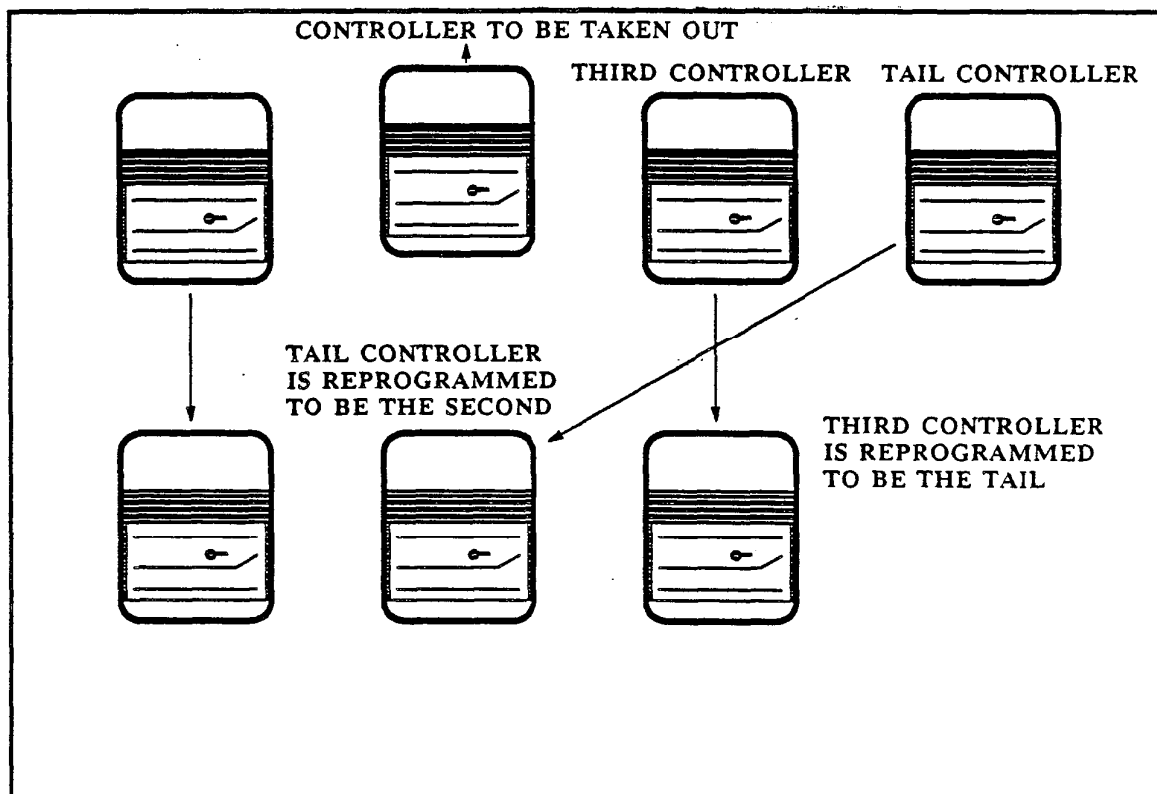 CONTROLLER TO BE TAKEN OUT
THIRD CONTROLLER
TAIL CONTROLLER
TAIL CONTROLLER
IS REPROGRAMMED
TO BE THE SECOND
THIRD CONTROLLER
IS REPROGRAMMED
TO BE THE TAIL